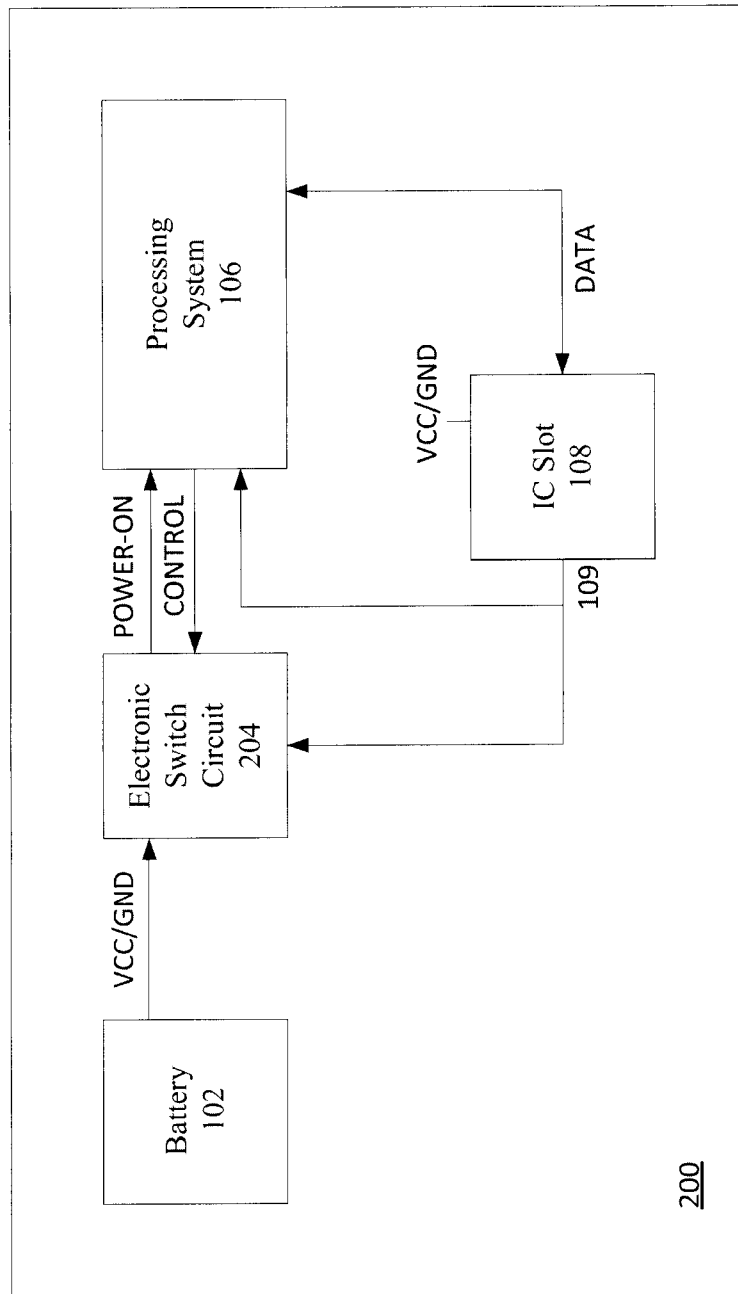 Battery
102
VCC/GND
Electronic
Switch
Circuit
204
POWER-ON
CONTROL
Processing
System
106
109
VCC/GND
IC Slot
108
DATA
200